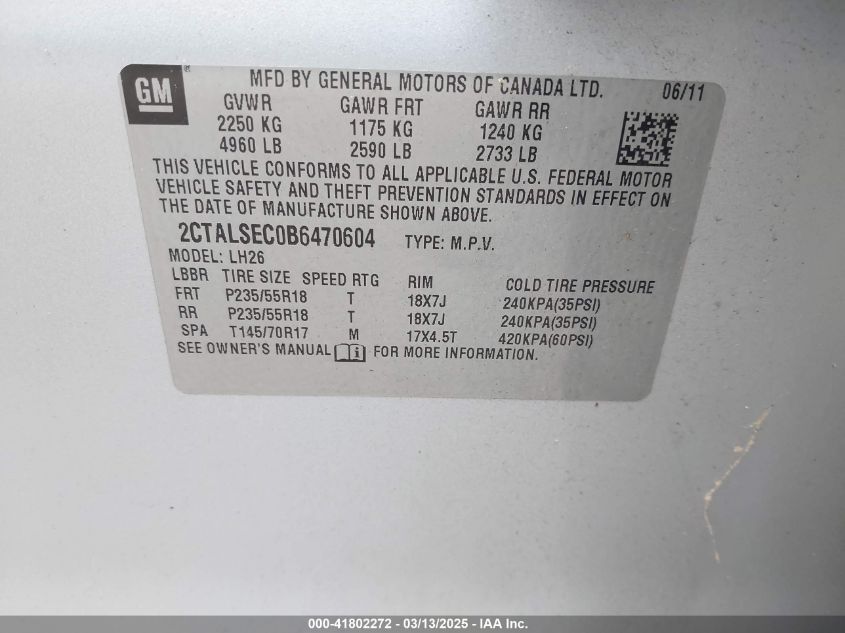 GM
MFD BY GENERAL MOTORS OF CANADA LTD. 06/11
GVWR GAWR FRT GAWR RR
2250 KG 1175 KG 1240 KG
4960 LB 2590 LB 2733 LB
THIS VEHICLE CONFORMS TO ALL APPLICABLE U.S. FEDERAL MOTOR
VEHICLE SAFETY AND THEFT PREVENTION STANDARDS IN EFFECT ON
THE DATE OF MANUFACTURE SHOWN ABOVE.
2CTALSEC0B6470604 TYPE: M.P.V.
MODEL: LH26
LBBR TIRE SIZE SPEED RTG RIM COLD TIRE PRESSURE
FRT P235/55R18 T 18X7J 240KPA(35PSI)
RR P235/55R18 T 18X7J 240KPA(35PSI)
SPA T145/70R17 M 17X4.5T 420KPA(60PSI)
SEE OWNER'S MANUAL FOR MORE INFORMATION.
000-41802272 - 03/13/2025 - IAA Inc.